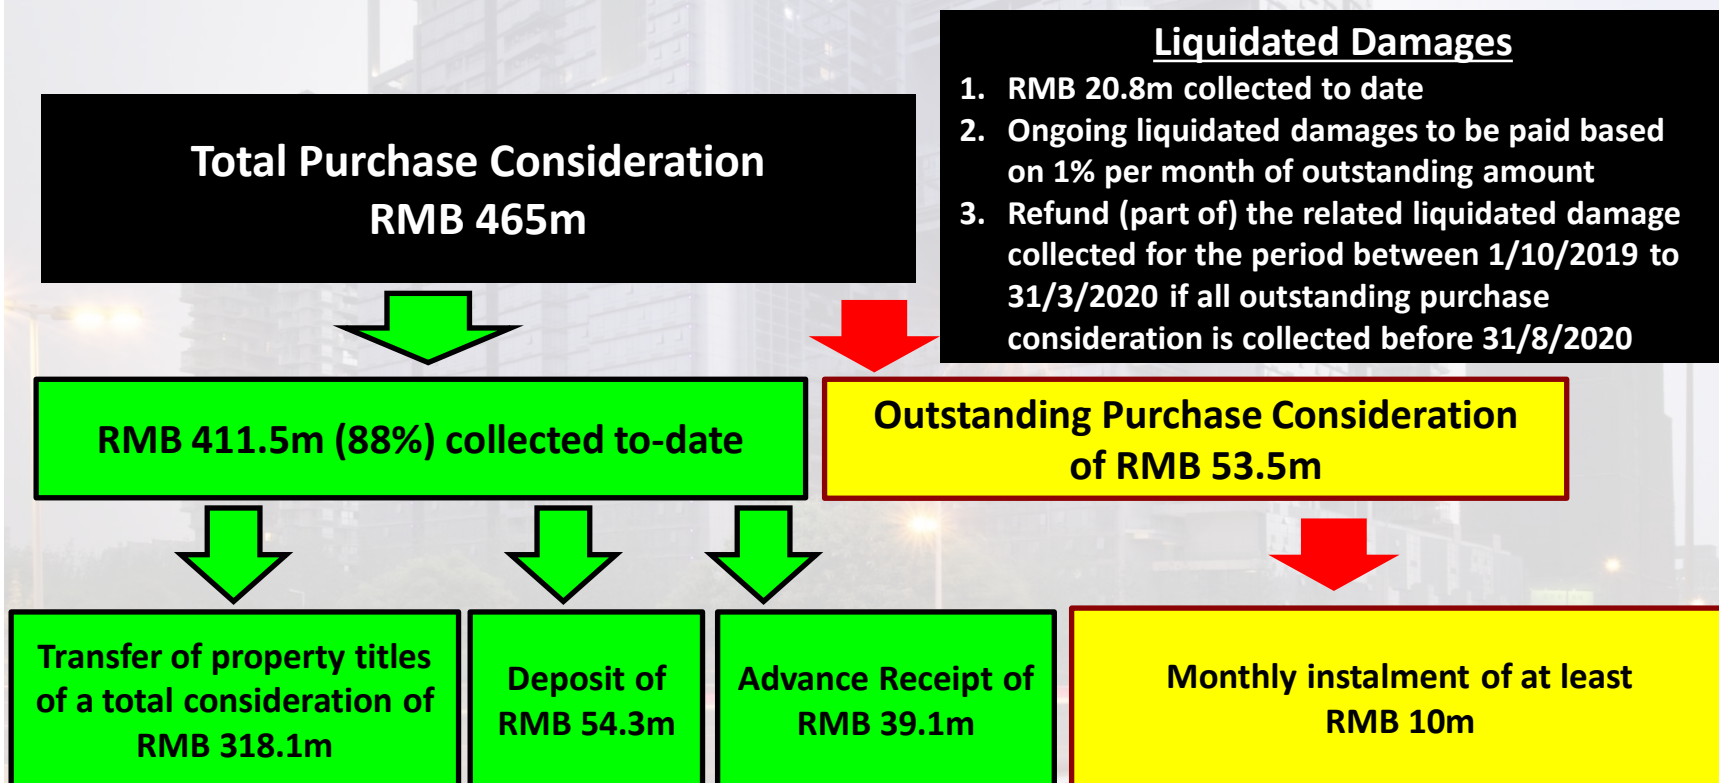 Liquidated Damages
1. RMB 20.8m collected to date
2. Ongoing liquidated damages to be paid based
on 1% per month of outstanding amount
3. Refund (part of) the related liquidated damage
collected for the period between 1/10/2019 to
31/3/2020 if all outstanding purchase
consideration is collected before 31/8/2020
Total Purchase Consideration
RMB 465m
RMB 411.5m (88%) collected to-date
Outstanding Purchase Consideration
of RMB 53.5m
Transfer of property titles
of a total consideration of
RMB 318.1m
Deposit of
RMB 54.3m
Advance Receipt of
RMB 39.1m
Monthly instalment of at least
RMB 10m